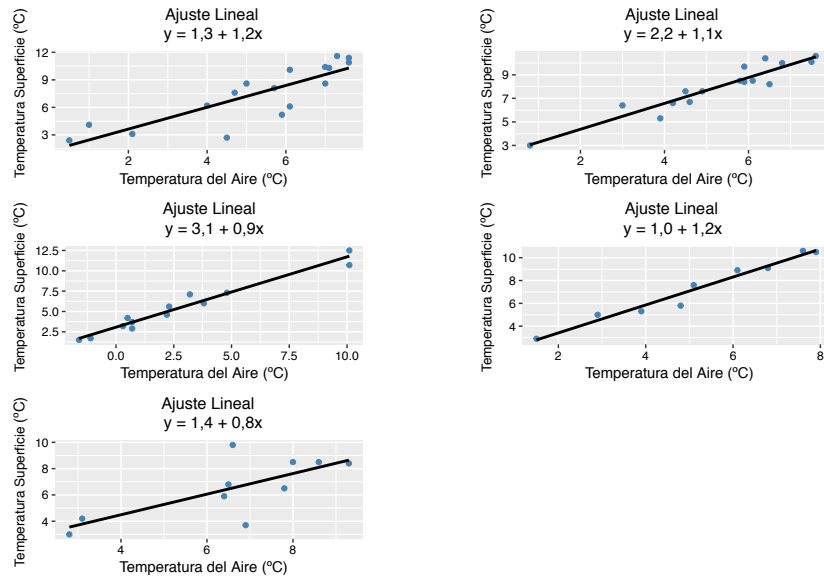 Ajuste Lineal
y = 1,3 + 1,2x
Temperatura Superficie (ºC)
12
9
6
3
2
4
6
Temperatura del Aire (ºC)
Ajuste Lineal
y = 2,2 + 1,1x
Temperatura Superficie (ºC)
9
7
5
3
2
4
6
Temperatura del Aire (ºC)
Ajuste Lineal
y = 3,1 + 0,9x
Temperatura Superficie (ºC)
12.5
10.0
7.5
5.0
2.5
0.0
2.5
5.0
7.5
10.0
Temperatura del Aire (ºC)
Ajuste Lineal
y = 1,0 + 1,2x
Temperatura Superficie (ºC)
10
8
6
4
2
4
6
8
Temperatura del Aire (ºC)
Ajuste Lineal
y = 1,4 + 0,8x
Temperatura Superficie (ºC)
10
8
6
4
4
6
8
Temperatura del Aire (ºC)